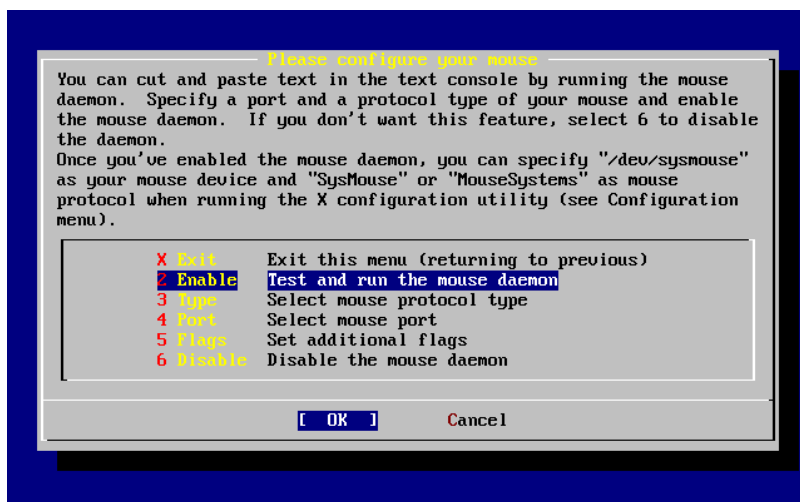 Please configure your mouse
You can cut and paste text in the text console by running the mouse
daemon.  Specify a port and a protocol type of your mouse and enable
the mouse daemon.  If you don't want this feature, select 6 to disable
the daemon.
Once you've enabled the mouse daemon, you can specify "/dev/sysmouse"
as your mouse device and "SysMouse" or "MouseSystems" as mouse
protocol when running the X configuration utility (see Configuration
menu).
X Exit Exit this menu (returning to previous)
2 Enable Test and run the mouse daemon
3 Type Select mouse protocol type
4 Port Select mouse port
5 Flags Set additional flags
6 Disable Disable the mouse daemon
[ OK ] Cancel